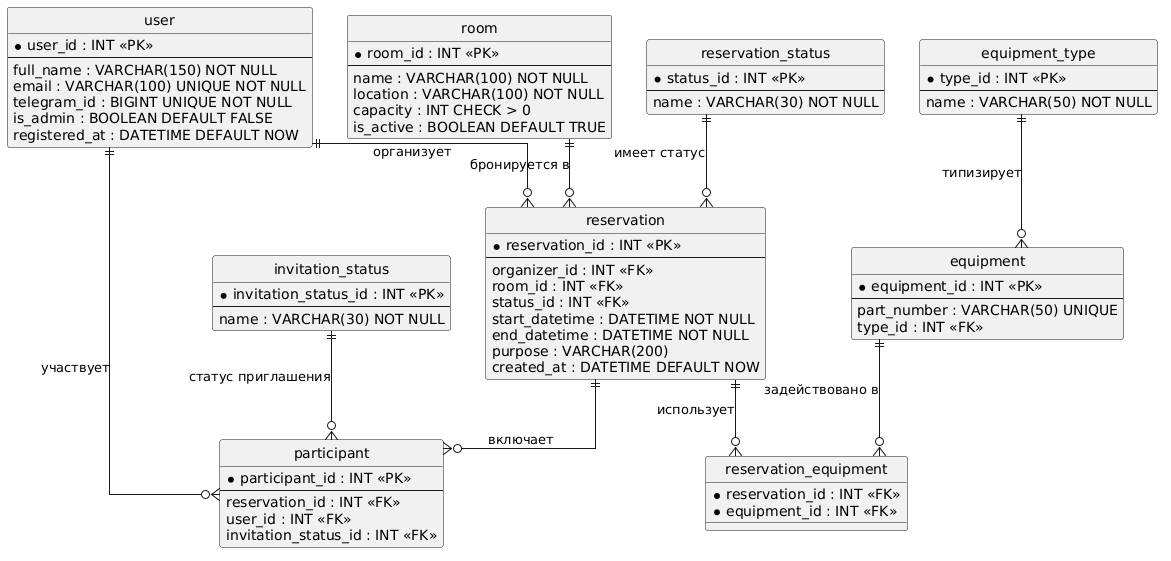 user
* user_id : INT «PK»
full_name : VARCHAR(150) NOT NULL
email : VARCHAR(100) UNIQUE NOT NULL
telegram_id : BIGINT UNIQUE NOT NULL
is_admin : BOOLEAN DEFAULT FALSE
registered_at : DATETIME DEFAULT NOW
room
* room_id : INT «PK»
name : VARCHAR(100) NOT NULL
location : VARCHAR(100) NOT NULL
capacity : INT CHECK > 0
is_active : BOOLEAN DEFAULT TRUE
reservation_status
* status_id : INT «PK»
name : VARCHAR(30) NOT NULL
equipment_type
* type_id : INT «PK»
name : VARCHAR(50) NOT NULL
организует
бронируется в
имеет статус
типизирует
reservation
* reservation_id : INT «PK»
organizer_id : INT «FK»
room_id : INT «FK»
status_id : INT «FK»
start_datetime : DATETIME NOT NULL
end_datetime : DATETIME NOT NULL
purpose : VARCHAR(200)
created_at : DATETIME DEFAULT NOW
invitation_status
* invitation_status_id : INT «PK»
name : VARCHAR(30) NOT NULL
equipment
* equipment_id : INT «PK»
part_number : VARCHAR(50) UNIQUE
type_id : INT «FK»
участвует
статус приглашения
включает
использует
задействовано в
participant
* participant_id : INT «PK»
reservation_id : INT «FK»
user_id : INT «FK»
invitation_status_id : INT «FK»
reservation_equipment
* reservation_id : INT «FK»
* equipment_id : INT «FK»